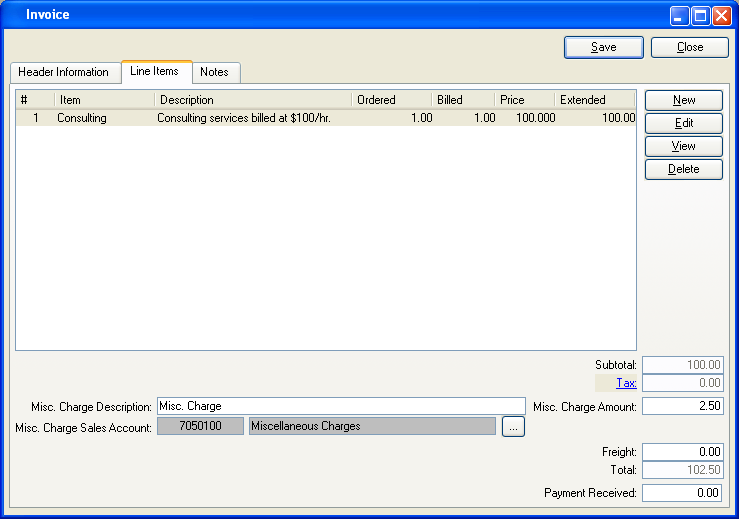 Invoice
Save Close
Header Information Line Items Notes
# Item Description Ordered Billed Price Extended
1 Consulting Consulting services billed at $100/hr. 1.00 1.00 100.000 100.00
New
Edit
View
Delete
Subtotal: 100.00
Tax: 0.00
Misc. Charge Description: Misc. Charge Misc. Charge Amount: 2.50
Misc. Charge Sales Account: 7050100 Miscellaneous Charges ...
Freight: 0.00
Total: 102.50
Payment Received: 0.00